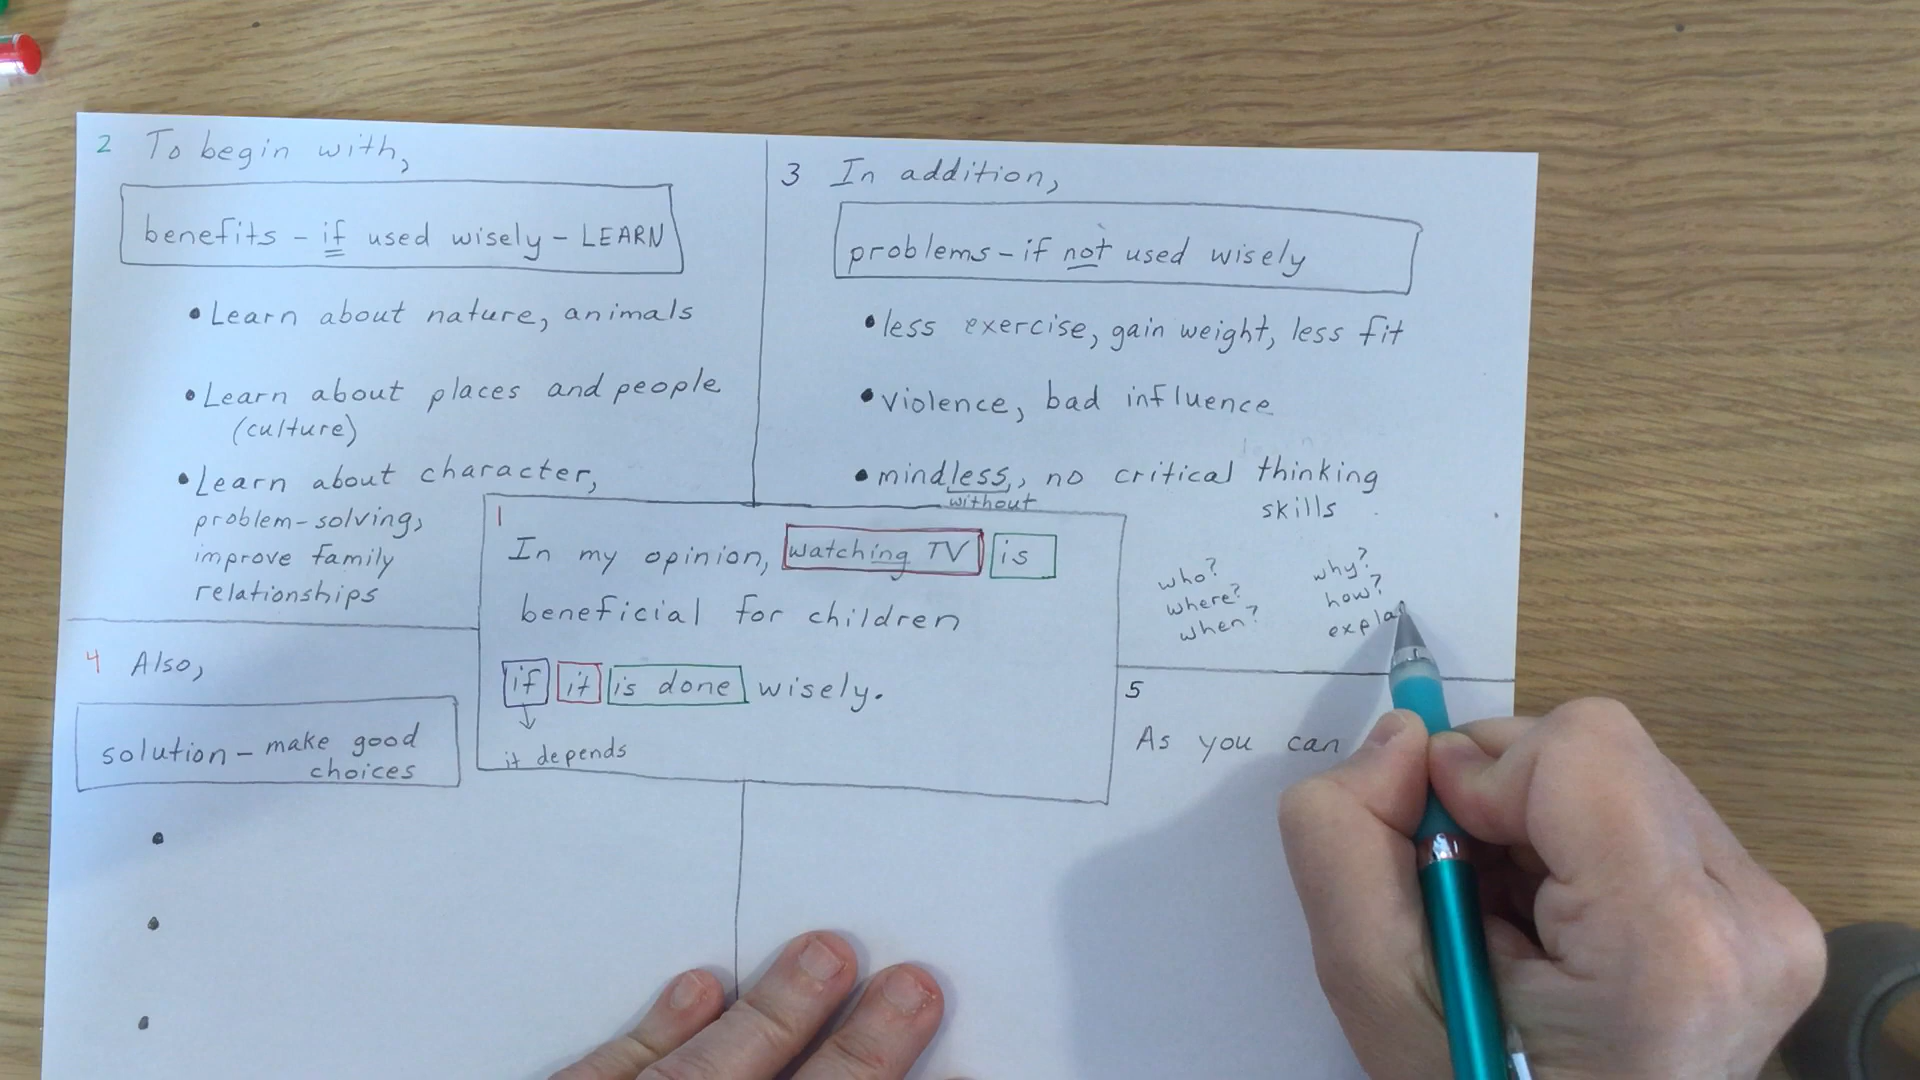 2 To begin with,
benefits - if used wisely - LEARN
• Learn about nature, animals
• Learn about places and people
(culture)
• Learn about character,
problem-solving,
improve family
relationships
3 In addition,
problems - if not used wisely
• less exercise, gain weight, less fit
• violence, bad influence
• mindless, no critical thinking
without
skills
who?
where?
when?
why?
how?
expla
1
In my opinion, watching TV is
beneficial for children
if it is done wisely.
it depends
4 Also,
solution - make good
choices
5
As you can